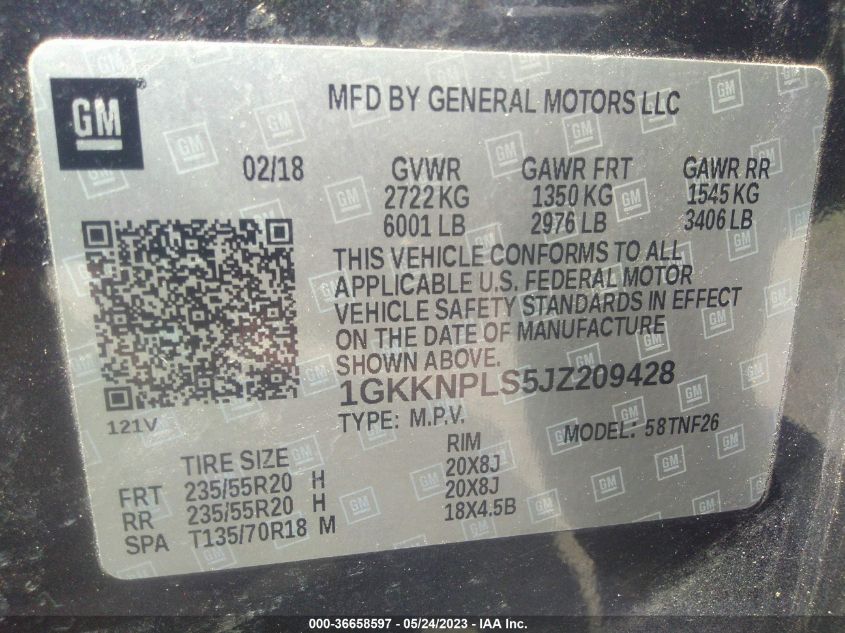 GM ®
MFD BY GENERAL MOTORS LLC
02/18 GVWR GAWR FRT GAWR RR
2722 KG 1350 KG 1545 KG
6001 LB 2976 LB 3406 LB
THIS VEHICLE CONFORMS TO ALL
APPLICABLE U.S. FEDERAL MOTOR
VEHICLE SAFETY STANDARDS IN EFFECT
ON THE DATE OF MANUFACTURE
SHOWN ABOVE.
1GKKNPLS5JZ209428
121V
TYPE: M.P.V. MODEL: 58TNF26
TIRE SIZE RIM
FRT 235/55R20 H 20X8J
RR 235/55R20 H 20X8J
SPA T135/70R18 M 18X4.5B
000-36658597 - 05/24/2023 - IAA Inc.